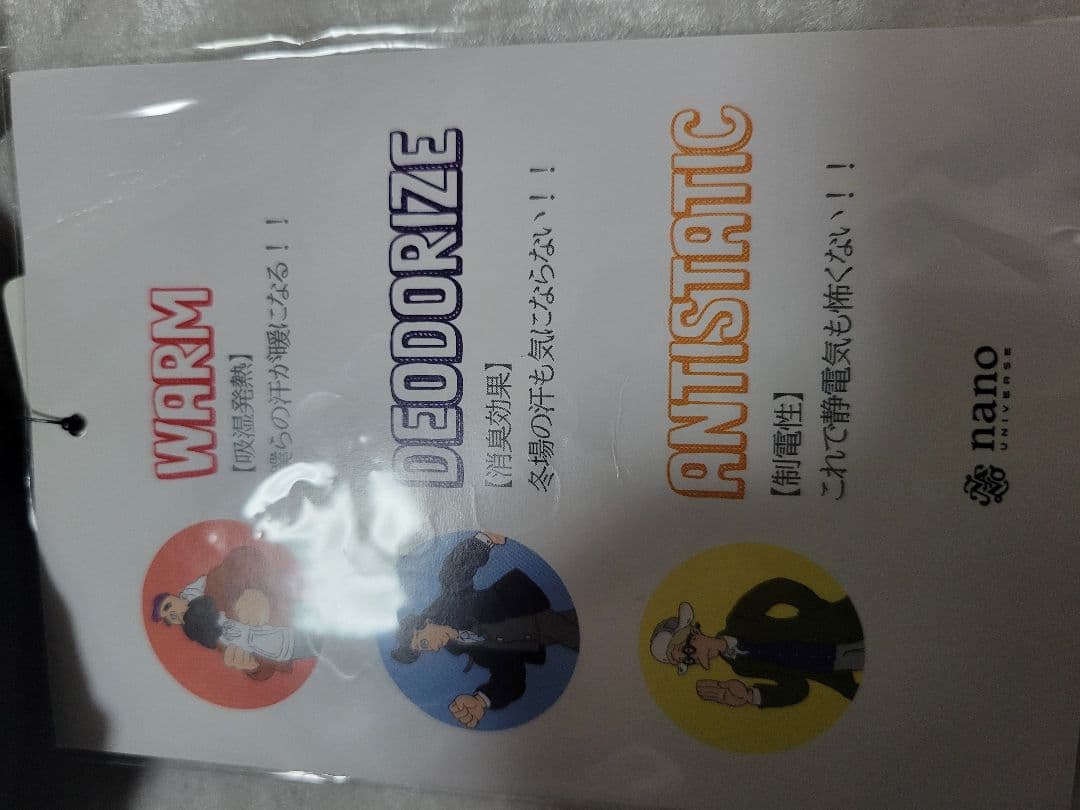 WARM
【吸湿発熱】
僕らの汗が暖になる！！
DEODORIZE
【消臭効果】
冬場の汗も気にならない！！
ANTISTATIC
【制電性】
これで静電気も怖くない！！
nano
UNIVERSE